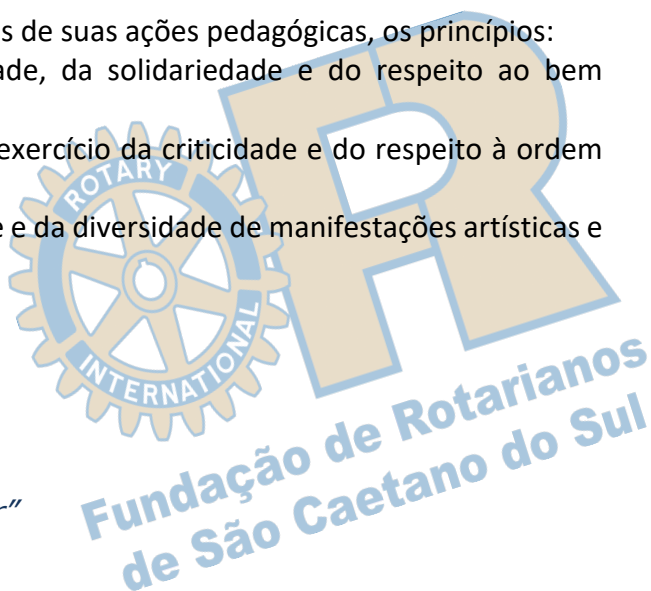 s de suas ações pedagógicas, os princípios:
ade, da solidariedade e do respeito ao bem
exercício da criticidade e do respeito à ordem
e e da diversidade de manifestações artísticas e
ROTARY
INTERNATIONAL
R
Fundação de Rotarianos
de São Caetano do Sul
r”